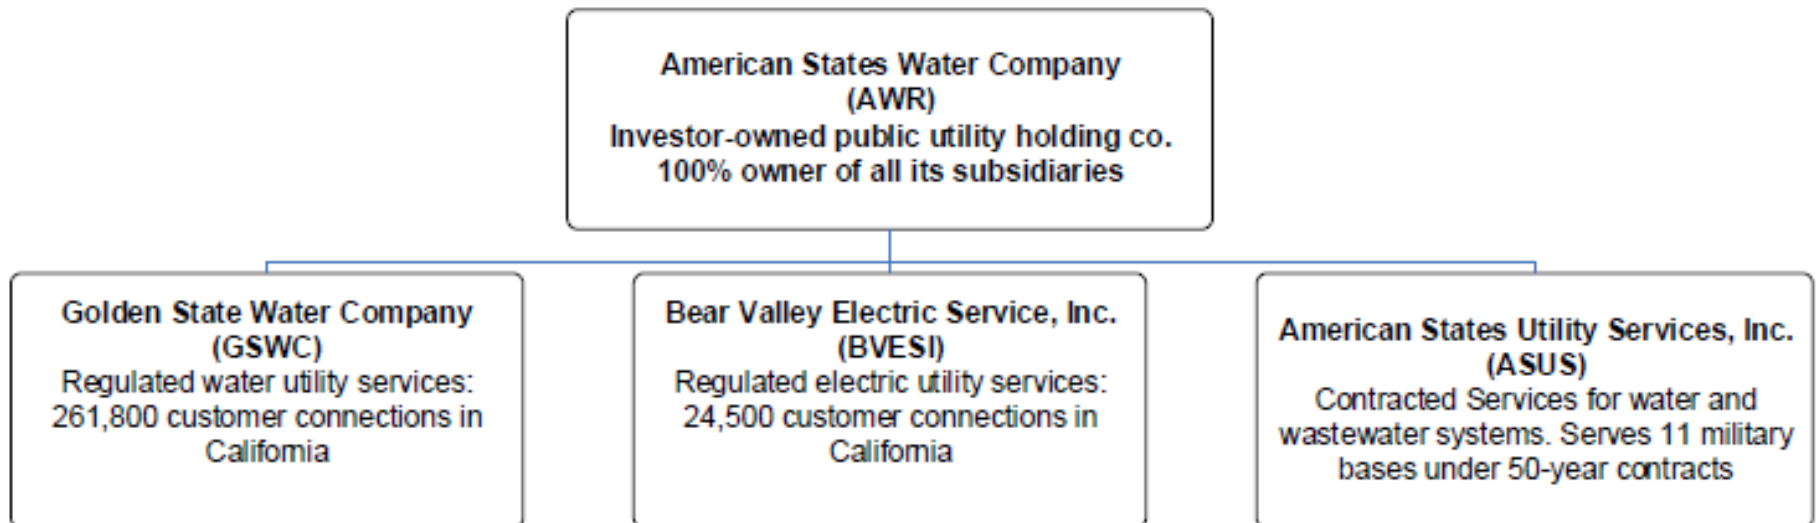 American States Water Company
(AWR)
Investor-owned public utility holding co.
100% owner of all its subsidiaries
Golden State Water Company
(GSWC)
Regulated water utility services:
261,800 customer connections in
California
Bear Valley Electric Service, Inc.
(BVESI)
Regulated electric utility services:
24,500 customer connections in
California
American States Utility Services, Inc.
(ASUS)
Contracted Services for water and
wastewater systems. Serves 11 military
bases under 50-year contracts